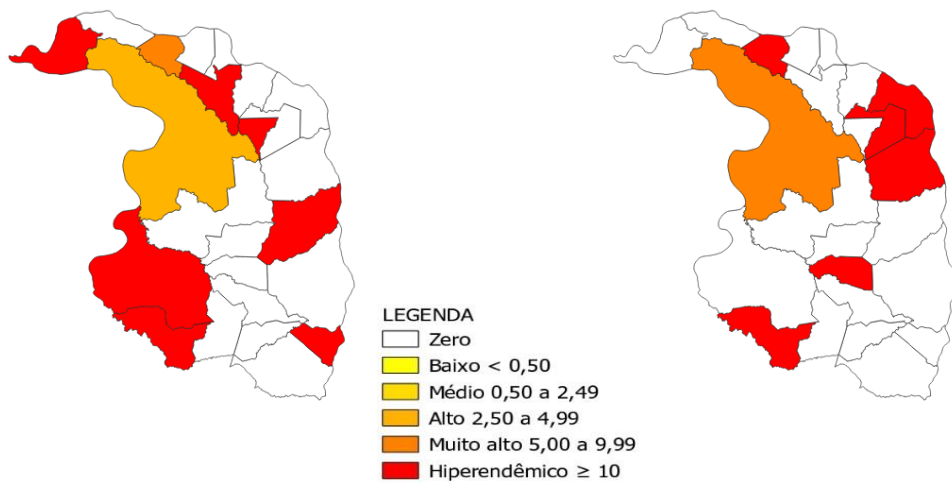 LEGENDA
Zero
Baixo < 0,50
Médio 0,50 a 2,49
Alto 2,50 a 4,99
Muito alto 5,00 a 9,99
Hiperendêmico ≥ 10